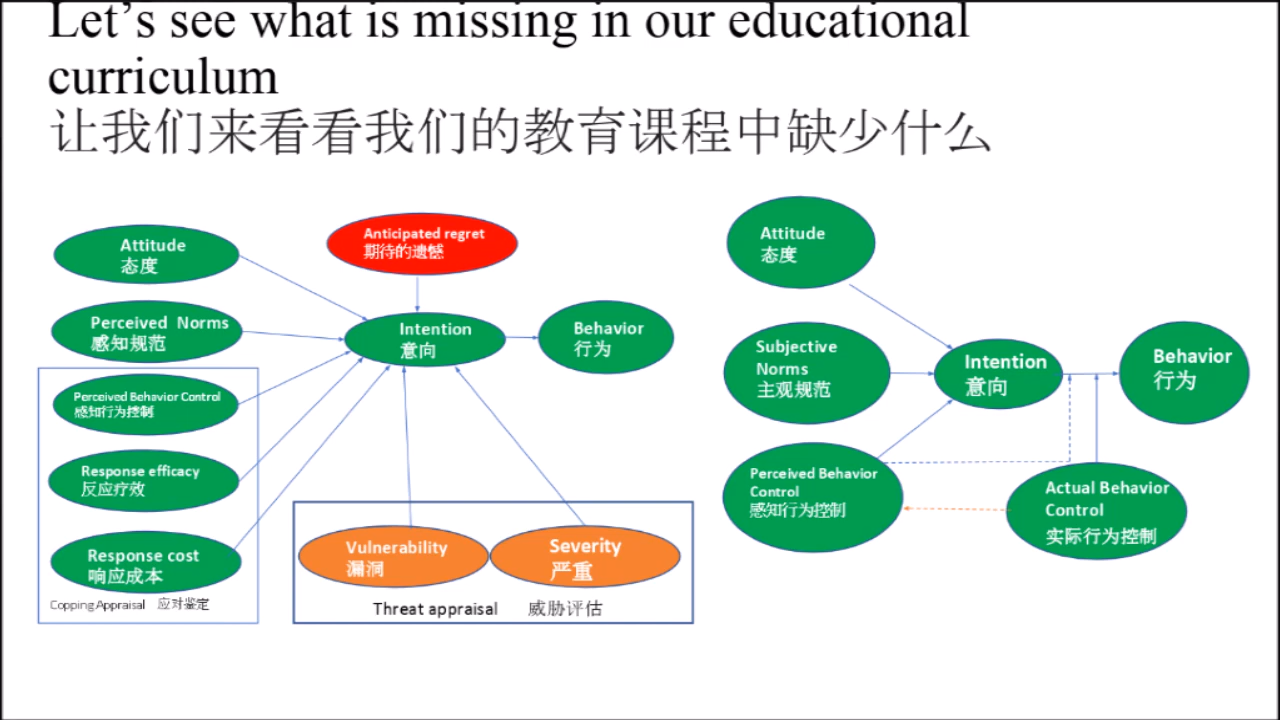 Let's see what is missing in our educational
curriculum
让我们来看看我们的教育课程中缺少什么
Attitude
态度
Perceived Norms
感知规范
Perceived Behavior Control
感知行为控制
Response efficacy
反应疗效
Response cost
响应成本
Copping Appraisal 应对鉴定
Anticipated regret
期待的遗憾
Intention
意向
Behavior
行为
Vulnerability
漏洞
Severity
严重
Threat appraisal 威胁评估
Attitude
态度
Subjective
Norms
主观规范
Perceived Behavior
Control
感知行为控制
Intention
意向
Behavior
行为
Actual Behavior
Control
实际行为控制